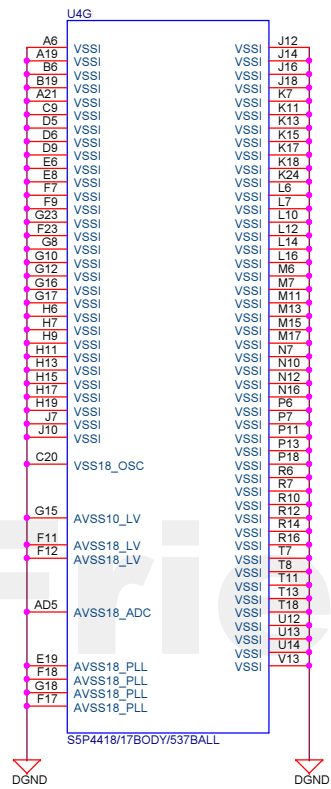 U4G
A6 VSSI VSSI J12
A19 VSSI VSSI J14
B6 VSSI VSSI J16
B19 VSSI VSSI J18
A21 VSSI VSSI K7
C9 VSSI VSSI K11
D5 VSSI VSSI K13
D6 VSSI VSSI K15
D9 VSSI VSSI K17
E6 VSSI VSSI K18
E8 VSSI VSSI K24
F7 VSSI VSSI L6
F9 VSSI VSSI L7
G23 VSSI VSSI L10
F23 VSSI VSSI L12
G8 VSSI VSSI L14
G10 VSSI VSSI L16
G12 VSSI VSSI M6
G16 VSSI VSSI M7
G17 VSSI VSSI M11
H6 VSSI VSSI M13
H7 VSSI VSSI M15
H9 VSSI VSSI M17
H11 VSSI VSSI N7
H13 VSSI VSSI N10
H15 VSSI VSSI N12
H17 VSSI VSSI N16
H19 VSSI VSSI P6
J7 VSSI VSSI P7
J10 VSSI VSSI P11
VSSI P13
C20 VSS18_OSC VSSI P18
VSSI R6
VSSI R7
VSSI R10
G15 AVSS10_LV VSSI R12
VSSI R14
F11 AVSS18_LV VSSI R16
F12 AVSS18_LV VSSI T7
VSSI T8
VSSI T11
VSSI T13
AD5 AVSS18_ADC VSSI T18
VSSI U12
VSSI U13
VSSI U14
E19 AVSS18_PLL VSSI V13
F18 AVSS18_PLL
G18 AVSS18_PLL
F17 AVSS18_PLL
S5P4418/17BODY/537BALL
DGND DGND
Frie